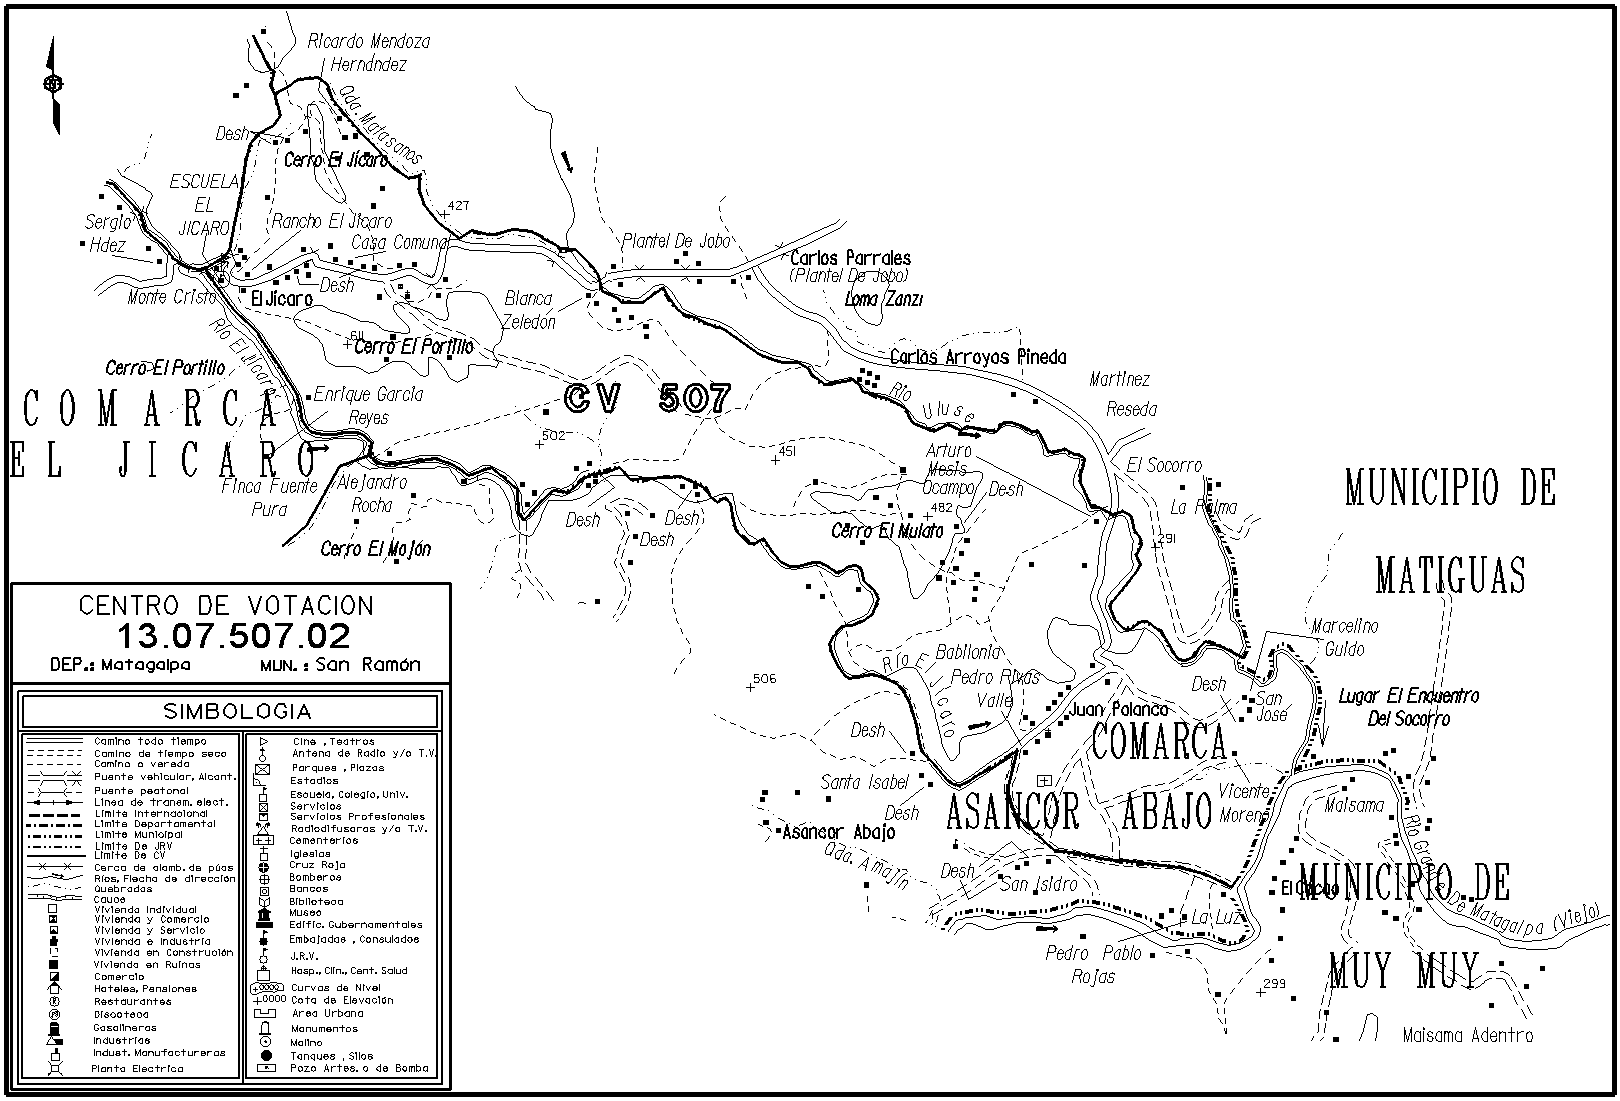 Ricardo Mendoza
Hernández
Qda. Matasanos
Desh
Cerro El Jícaro
ESCUELA
EL
JICARO
427
Sergio
Hdez
Rancho El Jícaro
Casa Comunal
Plantel De Jobo
Carlos Parrales
(Plantel De Jobo)
Loma Zanzi
Monte Cristo
El Jícaro
Desh
Blanca
Zeledón
Río El Jícaro
611
Cerro El Portillo
Cerro El Portillo
Carlos Arroyos Pineda
Martinez
Reseda
COMARCA
EL JICARO
Enrique García
Reyes
CV 507
Río Uluse
502
451
Arturo
Mesis
Ocampo
Desh
El Socorro
La Palma
MUNICIPIO DE
MATIGUAS
Finca Fuente
Pura
Alejandro
Rocha
Cerro El Mojón
Desh
Desh
Desh
482
Cerro El Mulato
291
CENTRO DE VOTACION
13.07.507.02
DEP.: Matagalpa MUN. : San Ramón
Marcelino
Guido
Río El Jícaro
Babilonia
Pedro Rivas
Valle
506
Desh
Desh
San
José
Lugar El Encuentro
Del Socorro
Juan Polanco
COMARCA
ASANCOR ABAJO
Santa Isabel
Desh
Vicente
Moreno
Maisama
Asancor Abajo
Qda. Amajín
Desh
San Isidro
El Cacao
MUNICIPIO DE
MUY MUY
Río Grande De Matagalpa (Viejo)
La Luz
Pedro Pablo
Rojas
299
Maisama Adentro
SIMBOLOGIA
Camino todo tiempo
Camino de tiempo seco
Camino o vereda
Puente vehicular, Alcant.
Puente peatonal
Linea de transm. elect.
Limite Internacional
Limite Departamental
Limite Municipal
Limite De JRV
Limite De CV
Cerca de alamb. de púas
Ríos, Flecha de dirección
Quebradas
Cauce
Vivienda Individual
Vivienda y Comercio
Vivienda y Servicio
Vivienda e Industria
Vivienda en Construción
Vivienda en Ruinas
Comercio
Hoteles, Pensiones
Restaurantes
Discoteca
Gasolineras
Industrias
Indust. Manufactureras
Planta Electrica
Cine , Teatros
Antena de Radio y/o T.V.
Parques , Plazas
Estadios
Escuela, Colegio, Univ.
Servicios
Servicios Profesionales
Radiodifusoras y/o T.V.
Cementerios
Iglesias
Cruz Roja
Bomberos
Bancos
Biblioteca
Museo
Edific. Gubernamentales
Embajadas , Consulados
J.R.V.
Hosp., Clín., Cent. Salud
Curvas de Nivel
+0000 Cota de Elevación
Area Urbana
Monumentos
Molino
Tanques , Silos
Pozo Artes. o de Bomba